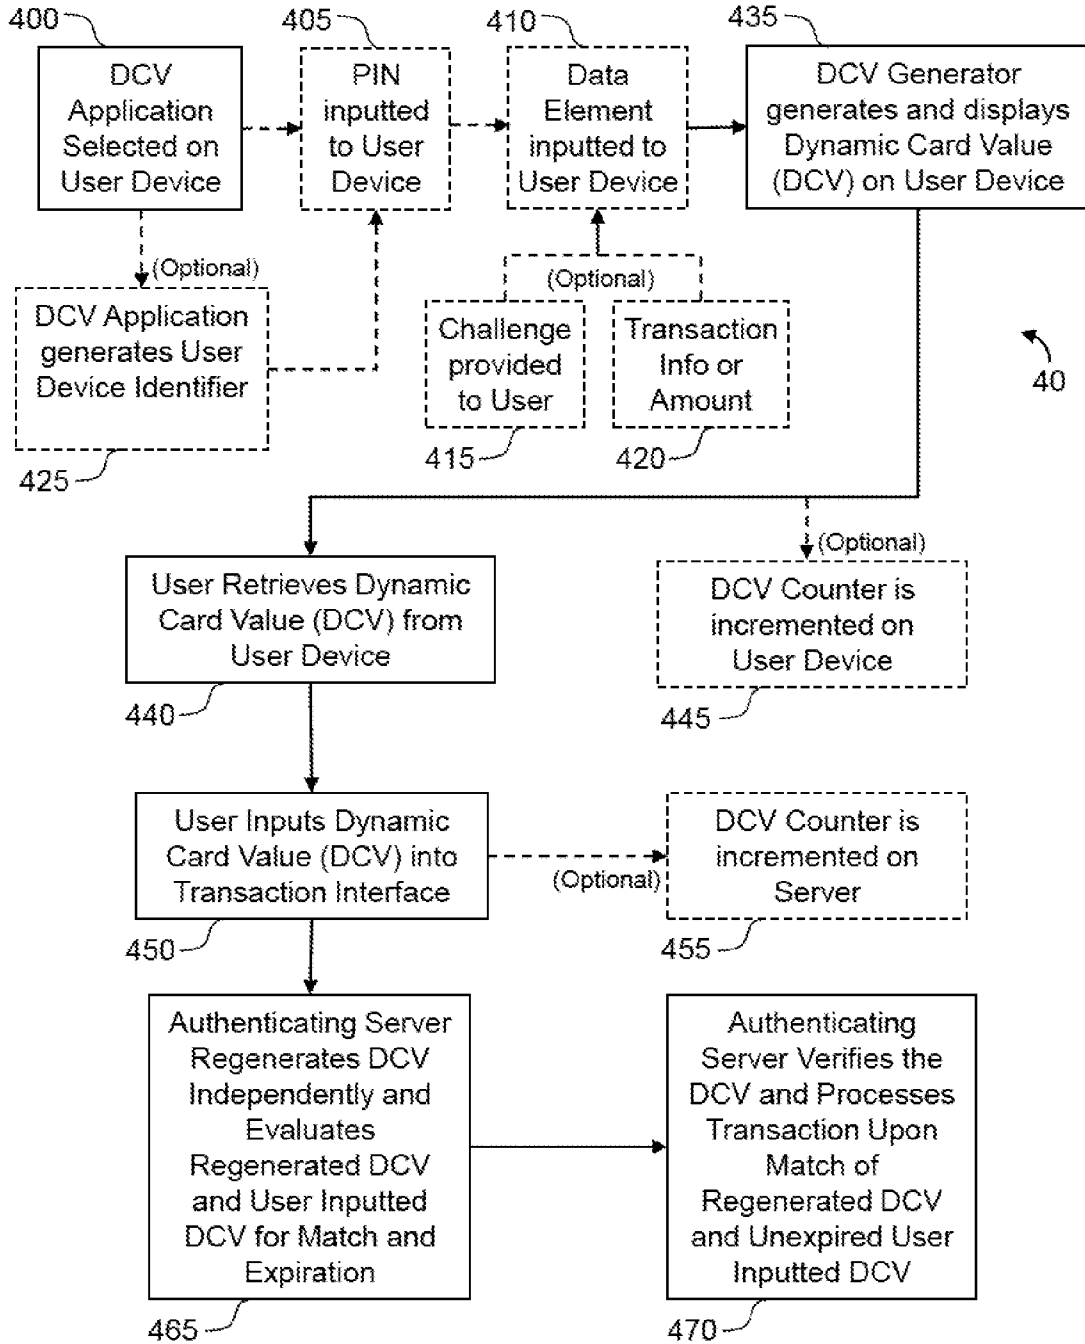 400
DCV
Application
Selected on
User Device
405
PIN
inputted
to User
Device
410
Data
Element
inputted to
User Device
435
DCV Generator
generates and displays
Dynamic Card Value
(DCV) on User Device
(Optional)
DCV Application
generates User
Device Identifier
425
(Optional)
Challenge
provided
to User
415
Transaction
Info or
Amount
420
40
User Retrieves Dynamic
Card Value (DCV) from
User Device
440
(Optional)
DCV Counter is
incremented on
User Device
445
User Inputs Dynamic
Card Value (DCV) into
Transaction Interface
450
(Optional)
DCV Counter is
incremented on
Server
455
Authenticating Server
Regenerates DCV
Independently and
Evaluates
Regenerated DCV
and User Inputted
DCV for Match and
Expiration
465
Authenticating
Server Verifies the
DCV and Processes
Transaction Upon
Match of
Regenerated DCV
and Unexpired User
Inputted DCV
470